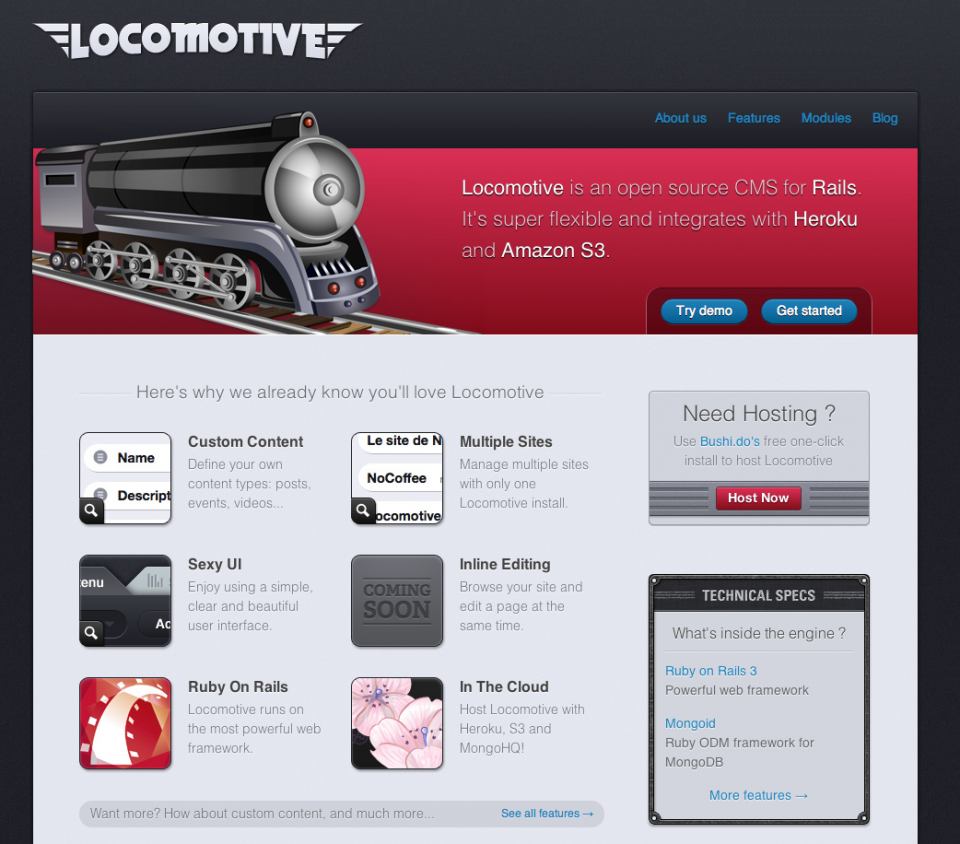 LOCOMOTIVE
About us Features Modules Blog
Locomotive is an open source CMS for Rails.
It's super flexible and integrates with Heroku
and Amazon S3.
Try demo Get started
Here's why we already know you'll love Locomotive
Name
Descript
Custom Content
Define your own
content types: posts,
events, videos...
Le site de N
NoCoffee
ocomotive
Multiple Sites
Manage multiple sites
with only one
Locomotive install.
enu
Ac
Sexy UI
Enjoy using a simple,
clear and beautiful
user interface.
COMING
SOON
Inline Editing
Browse your site and
edit a page at the
same time.
Ruby On Rails
Locomotive runs on
the most powerful web
framework.
In The Cloud
Host Locomotive with
Heroku, S3 and
MongoHQ!
Want more? How about custom content, and much more... See all features →
Need Hosting ?
Use Bushi.do's free one-click
install to host Locomotive
Host Now
TECHNICAL SPECS
What's inside the engine ?
Ruby on Rails 3
Powerful web framework
Mongoid
Ruby ODM framework for
MongoDB
More features →